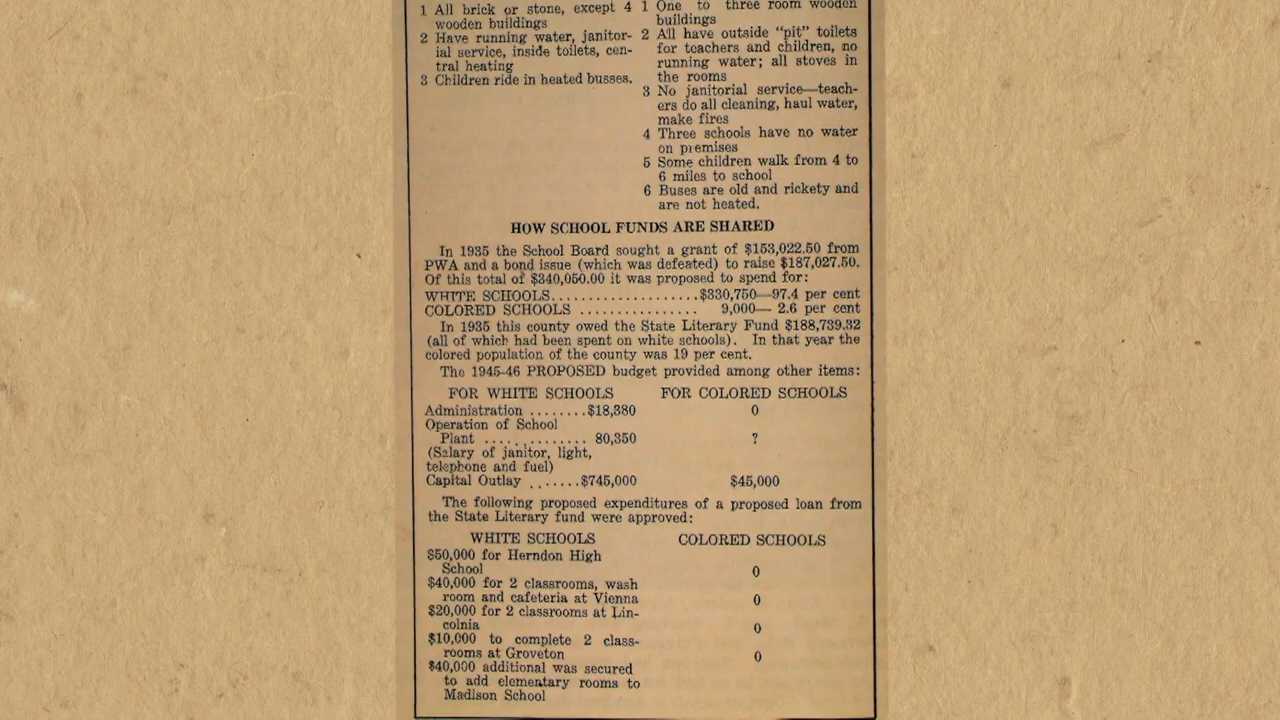 1 All brick or stone, except 4 wooden buildings
2 Have running water, janitor-
ial service, inside toilets, cen-
tral heating
3 Children ride in heated busses.
1 One to three room wooden
buildings
2 All have outside "pit" toilets
for teachers and children, no
running water; all stoves in
the rooms
3 No janitorial service—teach-
ers do all cleaning, haul water,
make fires
4 Three schools have no water
on premises
5 Some children walk from 4 to
6 miles to school
6 Buses are old and rickety and
are not heated.
HOW SCHOOL FUNDS ARE SHARED
In 1935 the School Board sought a grant of $153,022.50 from
PWA and a bond issue (which was defeated) to raise $187,027.50.
Of this total of $340,050.00 it was proposed to spend for:
WHITE SCHOOLS....................$330,750—97.4 per cent
COLORED SCHOOLS ................ 9,000— 2.6 per cent
In 1935 this county owed the State Literary Fund $188,739.32
(all of which had been spent on white schools). In that year the
colored population of the county was 19 per cent.
The 1945-46 PROPOSED budget provided among other items:
FOR WHITE SCHOOLS FOR COLORED SCHOOLS
Administration ........$18,380 0
Operation of School
Plant .............. 80,350 ?
(Salary of janitor, light,
telephone and fuel)
Capital Outlay .......$745,000 $45,000
The following proposed expenditures of a proposed loan from
the State Literary fund were approved:
WHITE SCHOOLS COLORED SCHOOLS
$50,000 for Herndon High
School 0
$40,000 for 2 classrooms, wash
room and cafeteria at Vienna 0
$20,000 for 2 classrooms at Lin-
colnia 0
$10,000 to complete 2 class-
rooms at Groveton 0
$40,000 additional was secured
to add elementary rooms to
Madison School